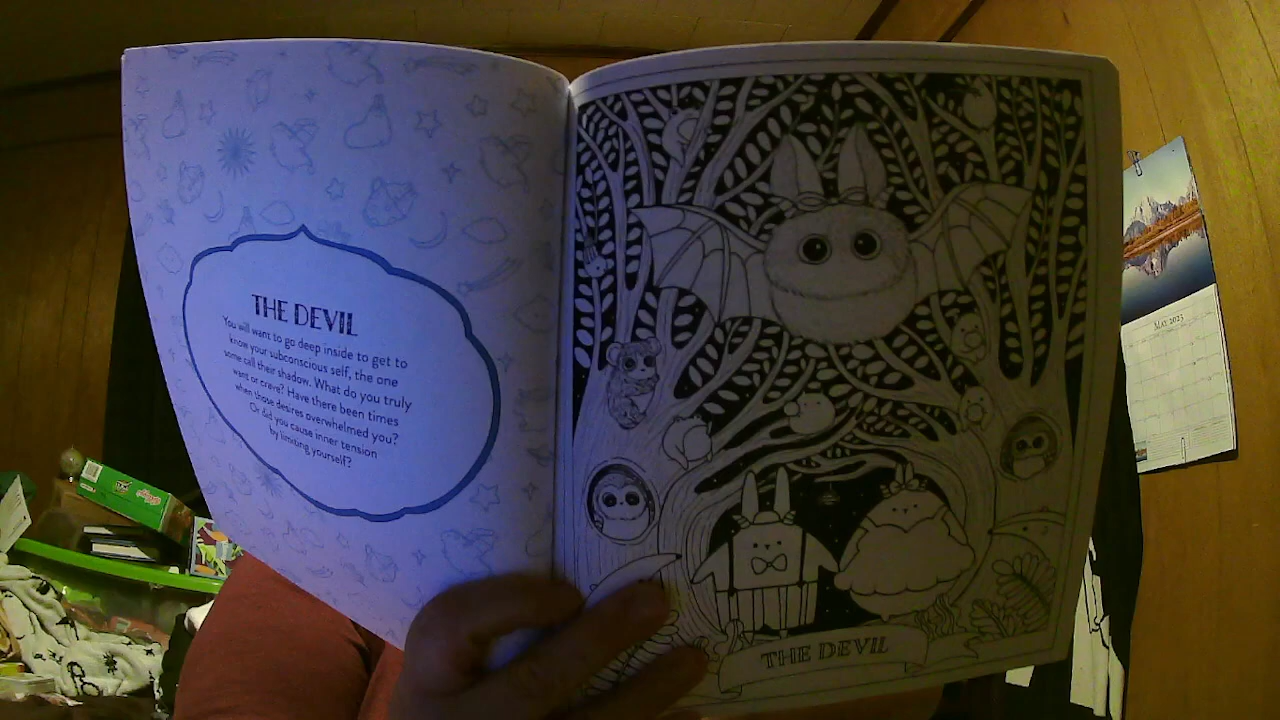 THE DEVIL
You will want to go deep inside to get to
know your subconscious self, the one
some call their shadow. What do you truly
want or crave? Have there been times
when those desires overwhelmed you?
Or did you cause inner tension
by limiting yourself?
THE DEVIL
MAY 2023